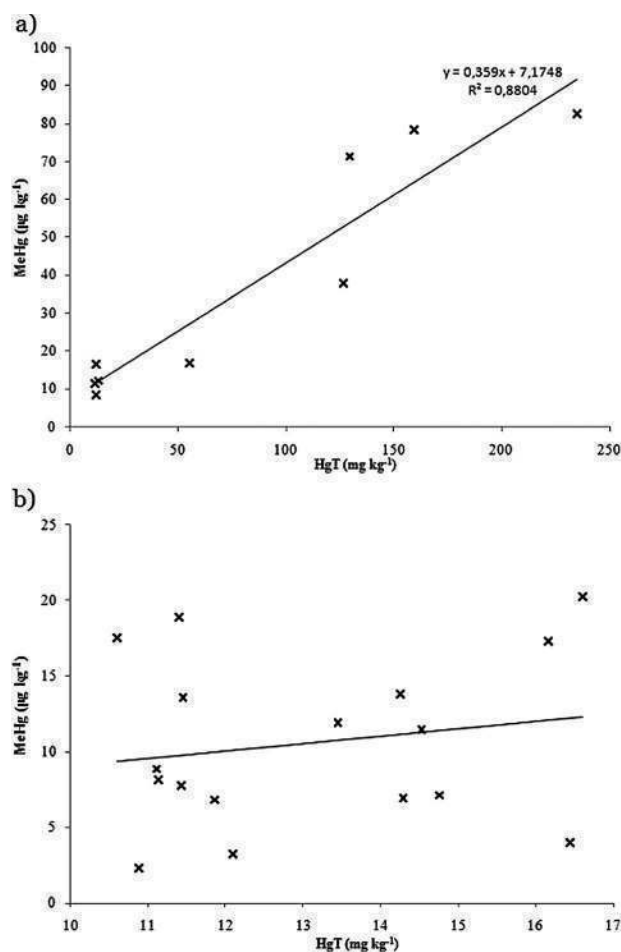 a)
100
y = 0,359x + 7,1748
R² = 0,8804
90
80
70
60
50
40
30
20
10
0
MeHg (µg kg⁻¹)
0 50 100 150 200 250
HgT (mg kg⁻¹)
b)
25
20
15
10
5
0
MeHg (µg kg⁻¹)
10 11 12 13 14 15 16 17
HgT (mg kg⁻¹)